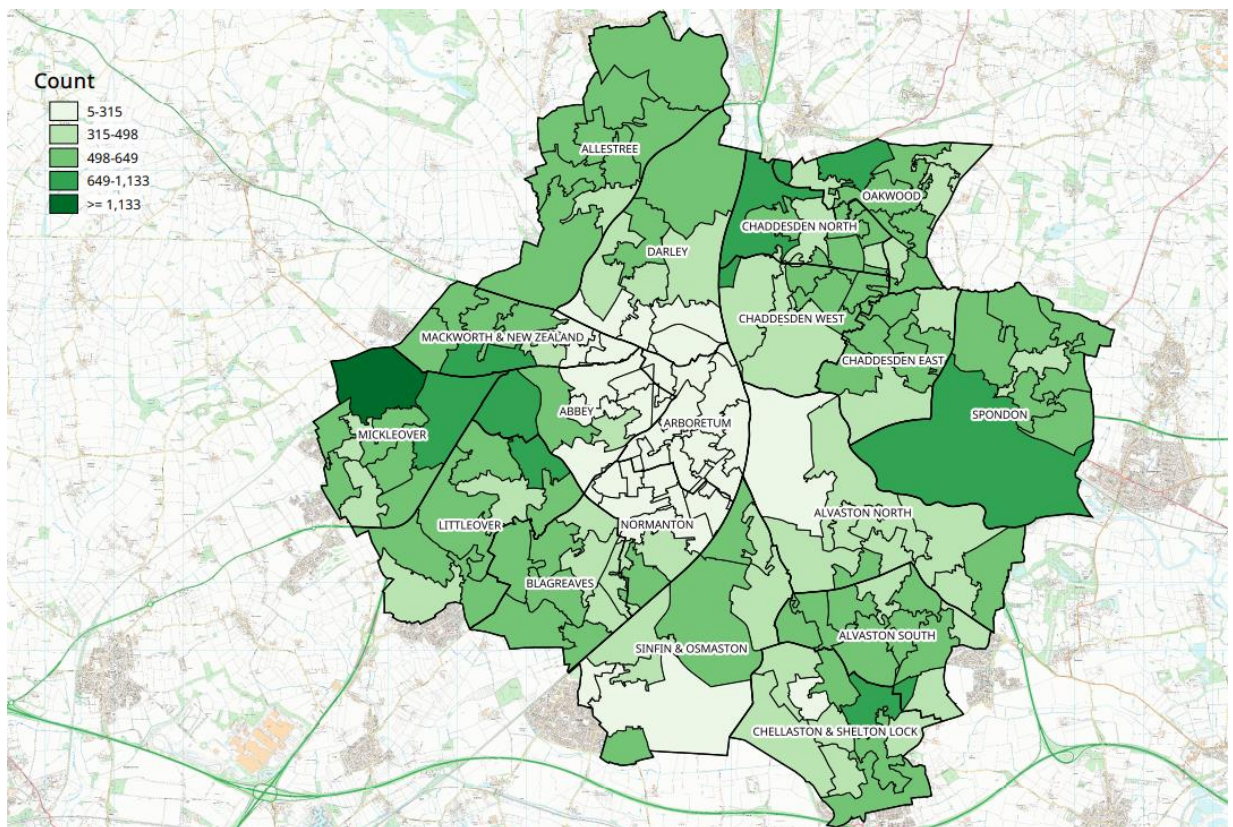 Count
5-315
315-498
498-649
649-1,133
>= 1,133
ALLESTREE
OAKWOOD
CHADDESDEN NORTH
DARLEY
CHADDESDEN WEST
MACKWORTH & NEW ZEALAND
CHADDESDEN EAST
ABBEY
SPONDON
ARBORETUM
MICKLEOVER
ALVASTON NORTH
LITTLEOVER
NORMANTON
BLAGREAVES
ALVASTON SOUTH
SINFIN & OSMASTON
CHELLASTON & SHELTON LOCK